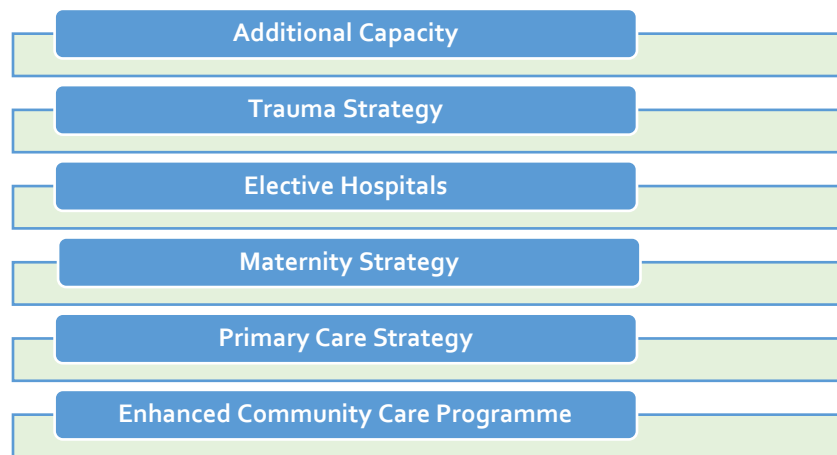 Additional Capacity
Trauma Strategy
Elective Hospitals
Maternity Strategy
Primary Care Strategy
Enhanced Community Care Programme